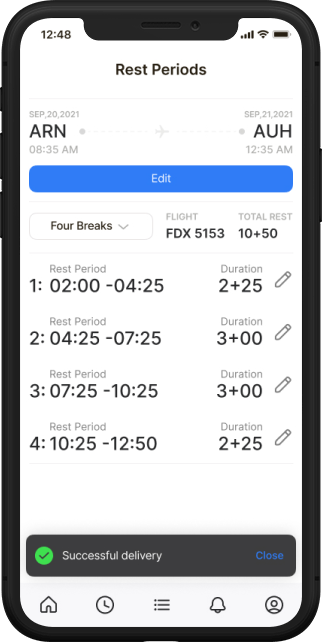 12:48
Rest Periods
SEP,20,2021 SEP,21,2021
ARN AUH
08:35 AM 12:35 AM
Edit
Four Breaks FLIGHT TOTAL REST
FDX 5153 10+50
Rest Period Duration
1: 02:00 -04:25 2+25
Rest Period Duration
2: 04:25 -07:25 3+00
Rest Period Duration
3: 07:25 -10:25 3+00
Rest Period Duration
4: 10:25 -12:50 2+25
Successful delivery Close